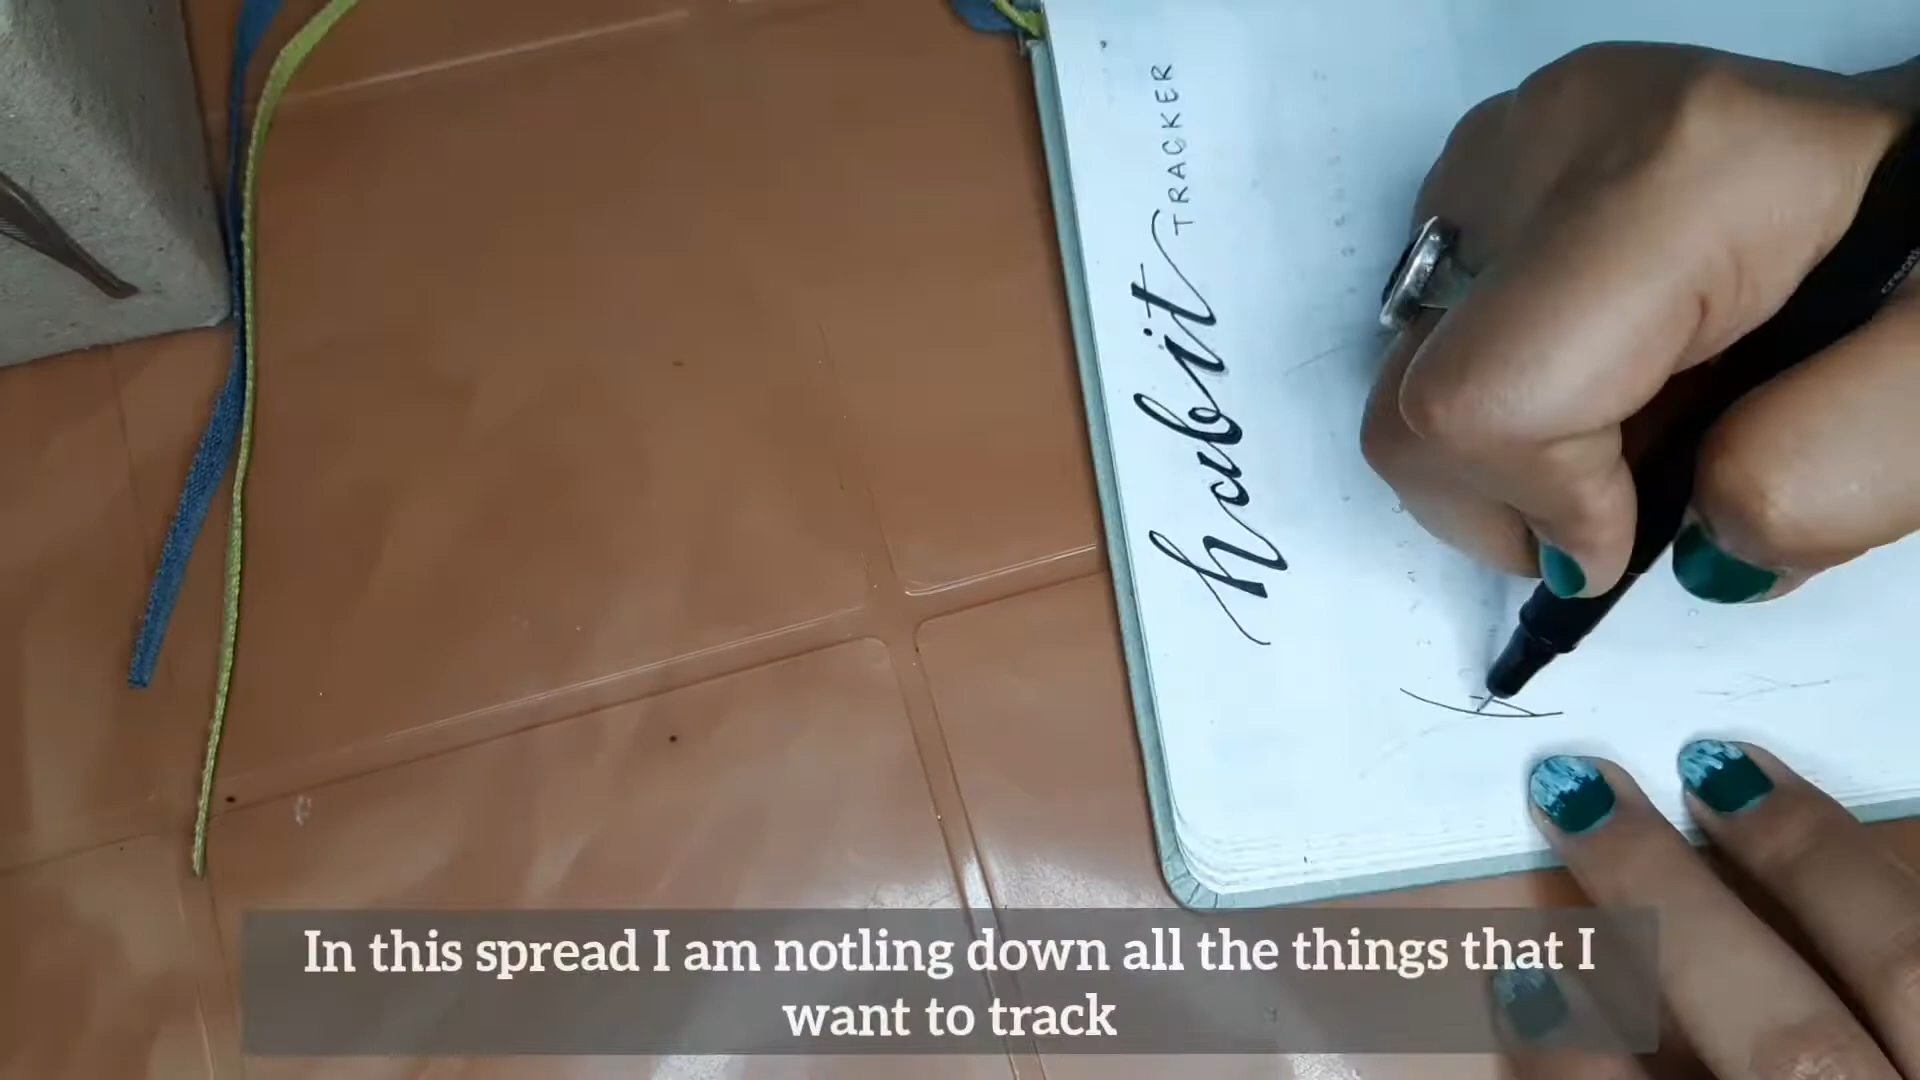 habit
TRACKER
In this spread I am notling down all the things that I
want to track